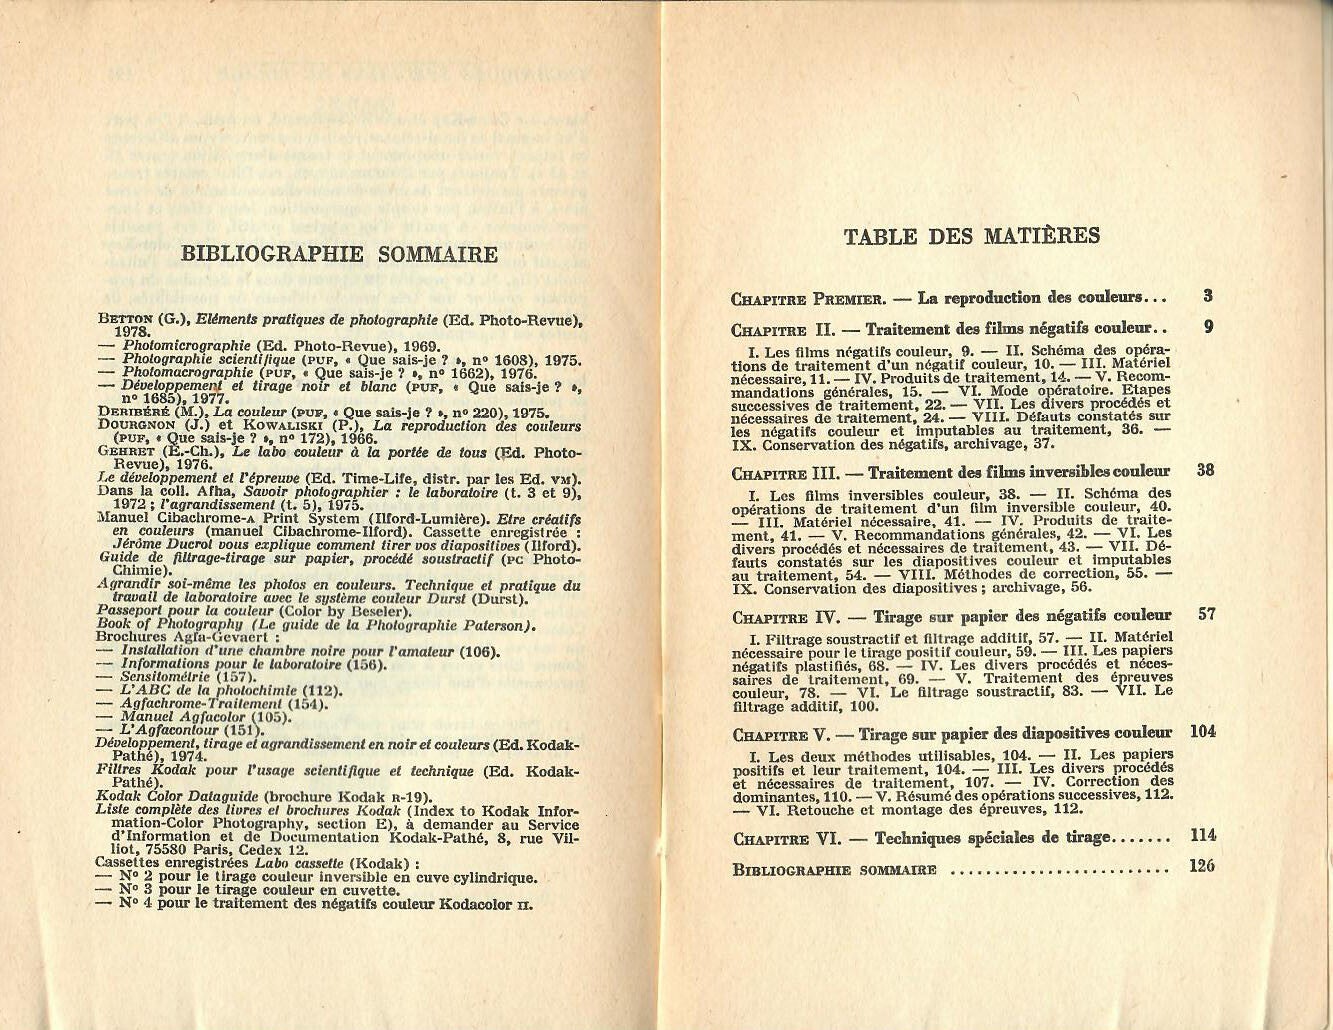 BIBLIOGRAPHIE SOMMAIRE
BETTON (G.), Eléments pratiques de photographie (Ed. Photo-Revue),
1978.
— Photomicrographie (Ed. Photo-Revue), 1969.
— Photographie scientifique (PUF, « Que sais-je ? », n° 1608), 1975.
— Photomacrographie (PUF, « Que sais-je ? », n° 1662), 1976.
— Développement et tirage noir et blanc (PUF, « Que sais-je ? »,
n° 1685), 1977.
DERIBÉRÉ (M.), La couleur (PUF, « Que sais-je ? », n° 220), 1975.
DOURGNON (J.) et KOWALISKI (P.), La reproduction des couleurs
(PUF, « Que sais-je ? », n° 172), 1966.
GEHRET (E.-Ch.), Le labo couleur à la portée de tous (Ed. Photo-
Revue), 1976.
Le développement et l'épreuve (Ed. Time-Life, distr. par les Ed. VM).
Dans la coll. Afha, Savoir photographier : le laboratoire (t. 3 et 9),
1972 ; l'agrandissement (t. 5), 1975.
Manuel Cibachrome-A Print System (Ilford-Lumière). Etre créatifs
en couleurs (manuel Cibachrome-Ilford). Cassette enregistrée :
Jérôme Ducrol vous explique comment tirer vos diapositives (Ilford).
Guide de filtrage-tirage sur papier, procédé soustractif (PC Photo-
Chimie).
Agrandir soi-même les photos en couleurs. Technique et pratique du
travail de laboratoire avec le système couleur Durst (Durst).
Passeport pour la couleur (Color by Beseler).
Book of Photography (Le guide de la Photographie Paterson).
Brochures Agfa-Gevaert :
— Installation d'une chambre noire pour l'amateur (106).
— Informations pour le laboratoire (156).
— Sensitométrie (157).
— L'ABC de la photochimie (112).
— Agfachrome-Traitement (154).
— Manuel Agfacolor (105).
— L'Agfacontour (151).
Développement, tirage et agrandissement en noir et couleurs (Ed. Kodak-
Pathé), 1974.
Filtres Kodak pour l'usage scientifique et technique (Ed. Kodak-
Pathé).
Kodak Color Dataguide (brochure Kodak R-19).
Liste complète des livres et brochures Kodak (Index to Kodak Infor-
mation-Color Photography, section E), à demander au Service
d'Information et de Documentation Kodak-Pathé, 8, rue Vil-
liot, 75580 Paris, Cedex 12.
Cassettes enregistrées Labo cassette (Kodak) :
— N° 2 pour le tirage couleur inversible en cuve cylindrique.
— N° 3 pour le tirage couleur en cuvette.
— N° 4 pour le traitement des négatifs couleur Kodacolor II.
TABLE DES MATIÈRES
CHAPITRE PREMIER. — La reproduction des couleurs... 3
CHAPITRE II. — Traitement des films négatifs couleur.. 9
I. Les films négatifs couleur, 9. — II. Schéma des opéra-
tions de traitement d'un négatif couleur, 10. — III. Matériel
nécessaire, 11. — IV. Produits de traitement, 14. — V. Recom-
mandations générales, 15. — VI. Mode opératoire. Etapes
successives de traitement, 22. — VII. Les divers procédés et
nécessaires de traitement, 24. — VIII. Défauts constatés sur
les négatifs couleur et imputables au traitement, 36. —
IX. Conservation des négatifs, archivage, 37.
CHAPITRE III. — Traitement des films inversibles couleur 38
I. Les films inversibles couleur, 38. — II. Schéma des
opérations de traitement d'un film inversible couleur, 40.
— III. Matériel nécessaire, 41. — IV. Produits de traite-
ment, 41. — V. Recommandations générales, 42. — VI. Les
divers procédés et nécessaires de traitement, 43. — VII. Dé-
fauts constatés sur les diapositives couleur et imputables
au traitement, 54. — VIII. Méthodes de correction, 55. —
IX. Conservation des diapositives ; archivage, 56.
CHAPITRE IV. — Tirage sur papier des négatifs couleur 57
I. Filtrage soustractif et filtrage additif, 57. — II. Matériel
nécessaire pour le tirage positif couleur, 59. — III. Les papiers
négatifs plastifiés, 68. — IV. Les divers procédés et néces-
saires de traitement, 69. — V. Traitement des épreuves
couleur, 78. — VI. Le filtrage soustractif, 83. — VII. Le
filtrage additif, 100.
CHAPITRE V. — Tirage sur papier des diapositives couleur 104
I. Les deux méthodes utilisables, 104. — II. Les papiers
positifs et leur traitement, 104. — III. Les divers procédés
et nécessaires de traitement, 107. — IV. Correction des
dominantes, 110. — V. Résumé des opérations successives, 112.
— VI. Retouche et montage des épreuves, 112.
CHAPITRE VI. — Techniques spéciales de tirage....... 114
BIBLIOGRAPHIE SOMMAIRE ........................ 126